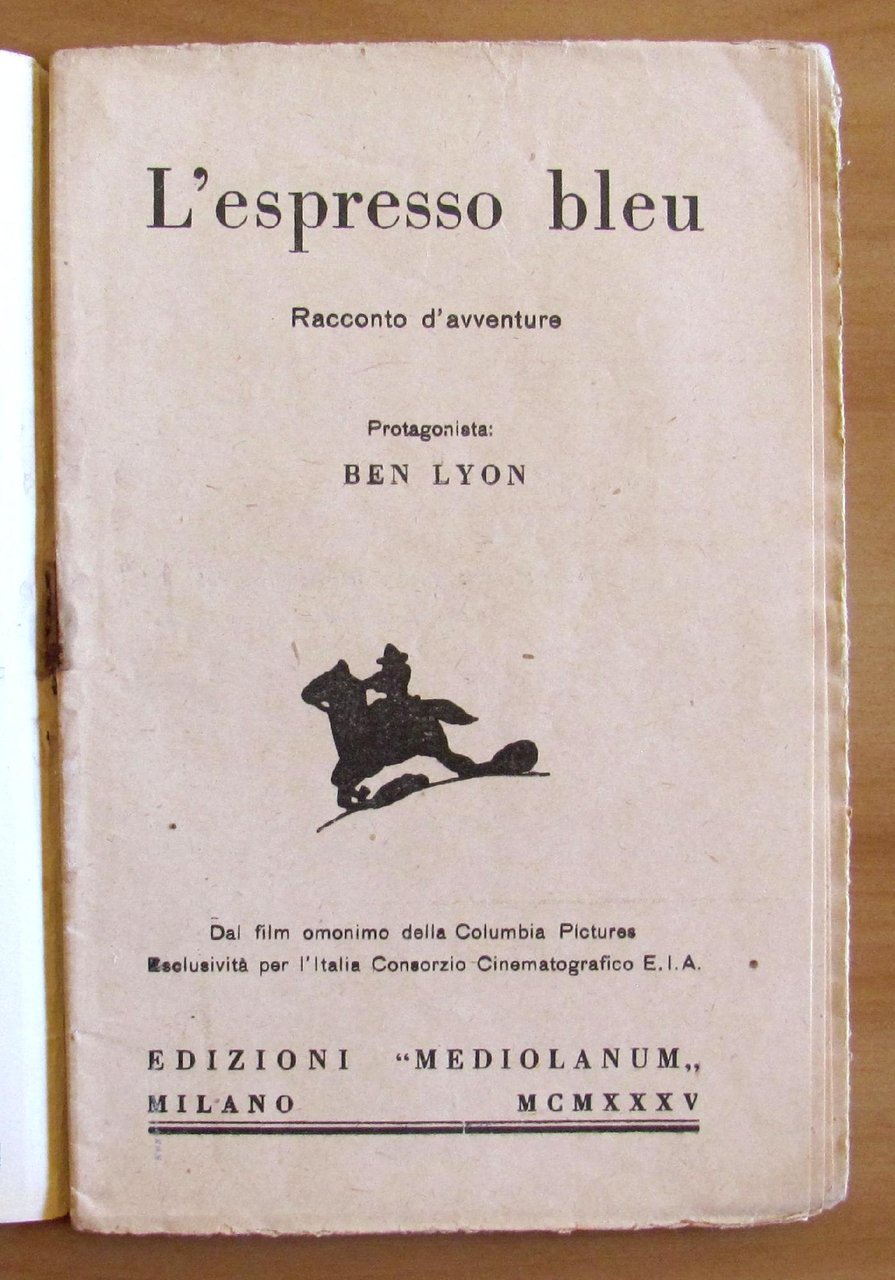 L'espresso bleu
Racconto d'avventure
Protagonista:
BEN LYON
Dal film omonimo della Columbia Pictures
Esclusività per l'Italia Consorzio Cinematografico E.I.A.
EDIZIONI “MEDIOLANUM„
MILANO MCMXXXV